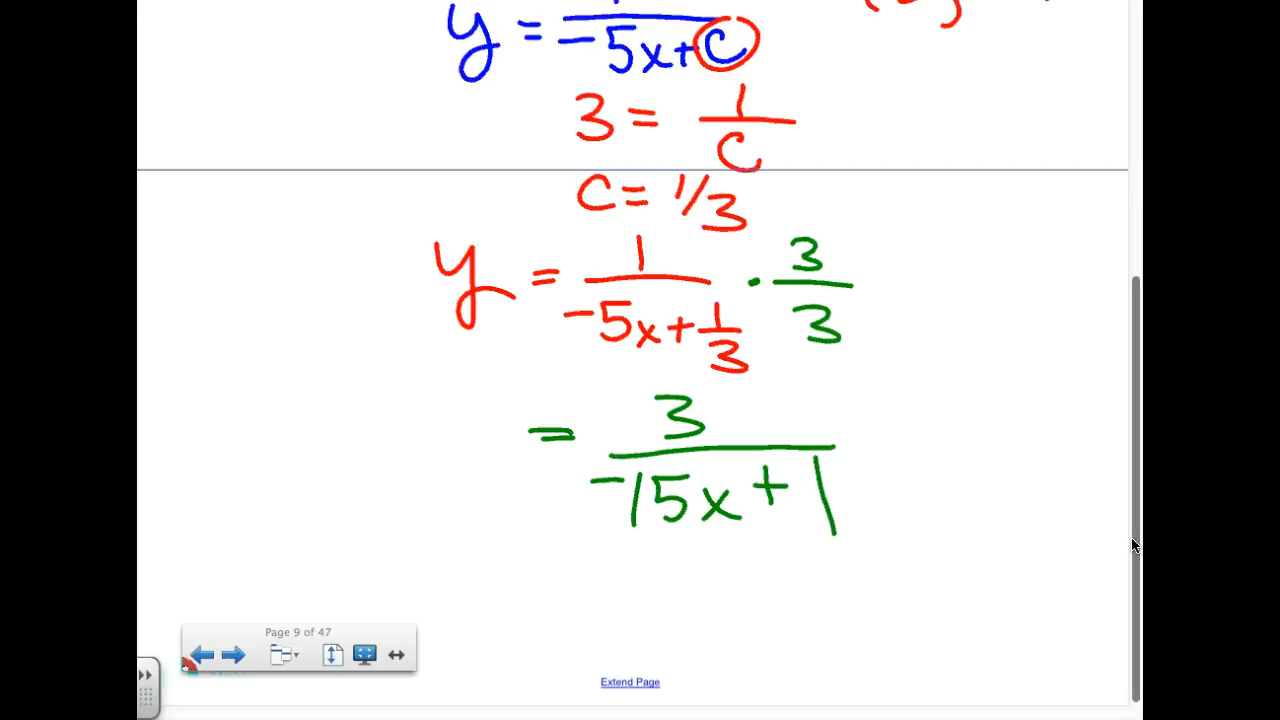 y = 1/(-5x+C)
3 = 1/C
C = 1/3
y = 1/(-5x+1/3) · 3/3
= 3/(-15x+1)
Page 9 of 47
Extend Page